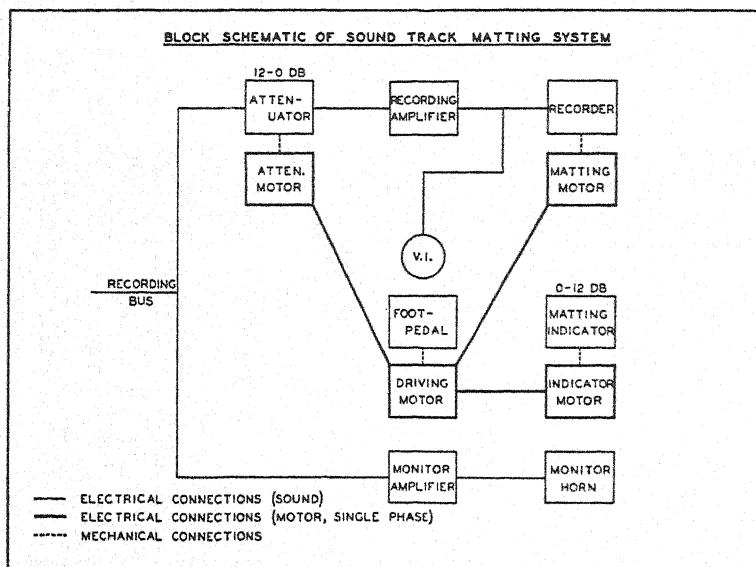 BLOCK SCHEMATIC OF SOUND TRACK MATTING SYSTEM
12-0 DB
ATTEN-
UATOR
RECORDING
AMPLIFIER
RECORDER
ATTEN.
MOTOR
MATTING
MOTOR
V.I.
RECORDING
BUS
FOOT-
PEDAL
0-12 DB
MATTING
INDICATOR
DRIVING
MOTOR
INDICATOR
MOTOR
MONITOR
AMPLIFIER
MONITOR
HORN
ELECTRICAL CONNECTIONS (SOUND)
ELECTRICAL CONNECTIONS (MOTOR, SINGLE PHASE)
MECHANICAL CONNECTIONS